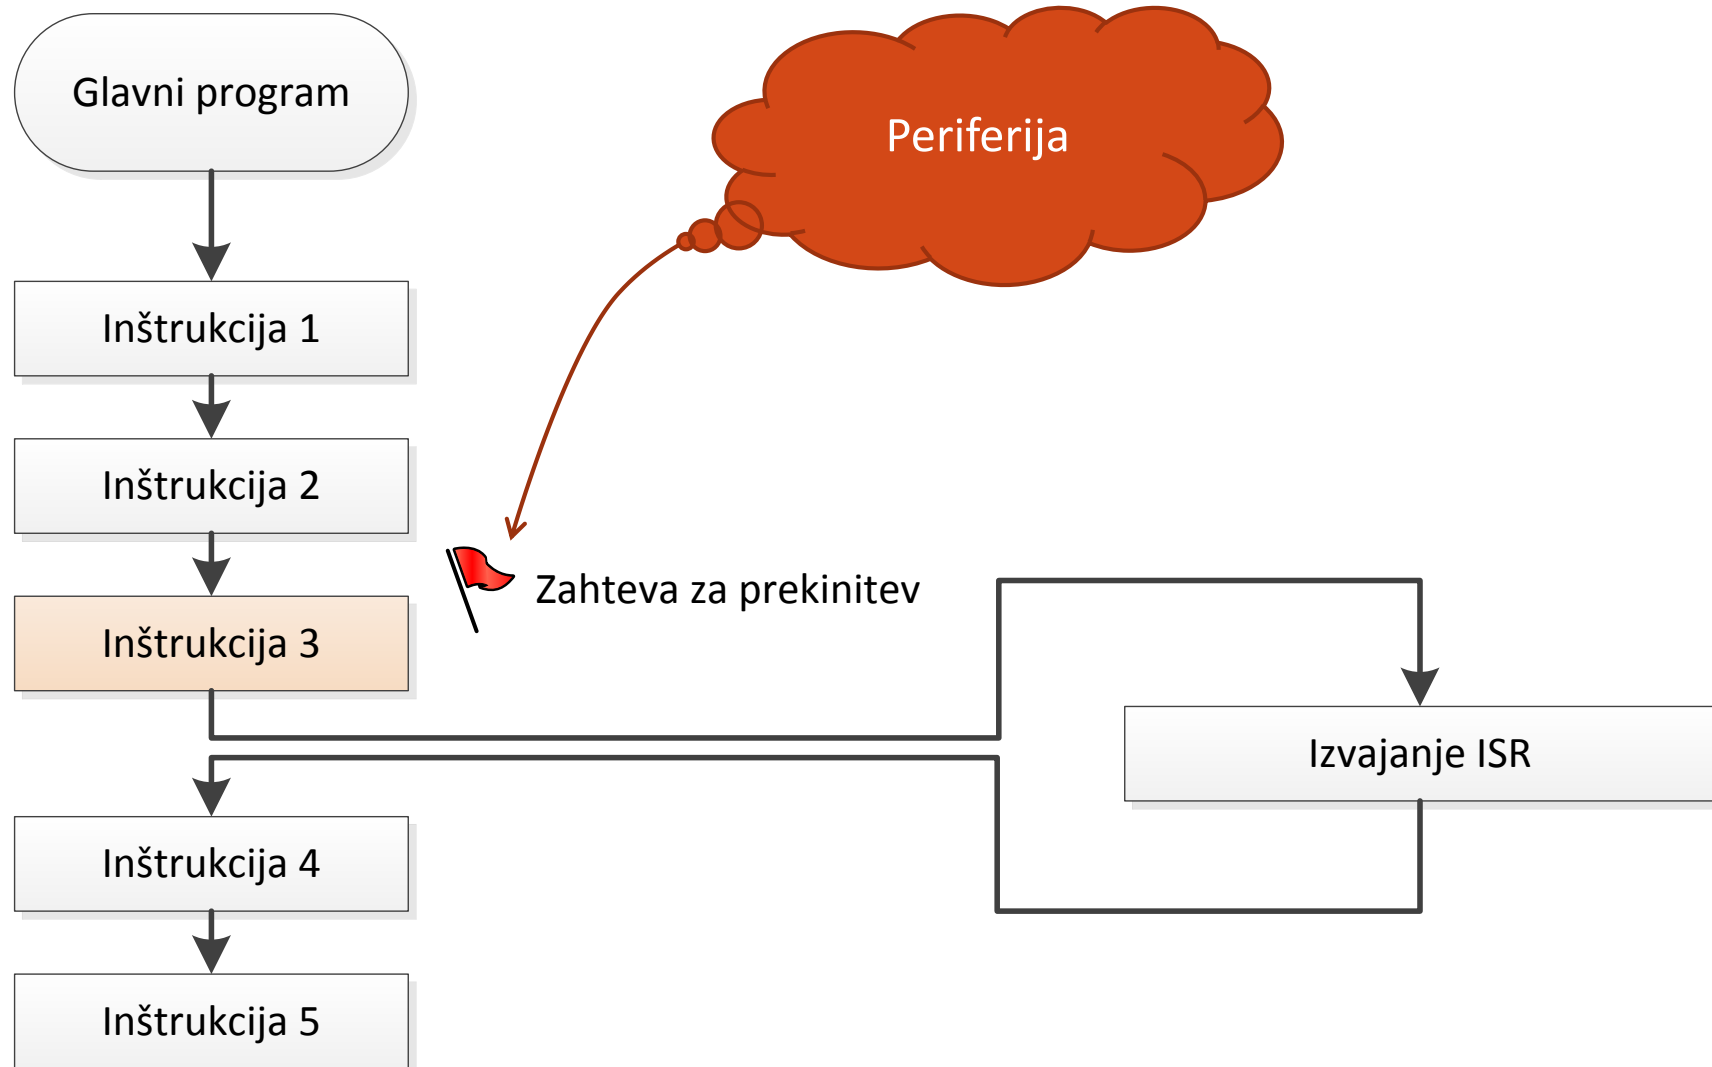 Glavni program
Periferija
Inštrukcija 1
Inštrukcija 2
Zahteva za prekinitev
Inštrukcija 3
Izvajanje ISR
Inštrukcija 4
Inštrukcija 5